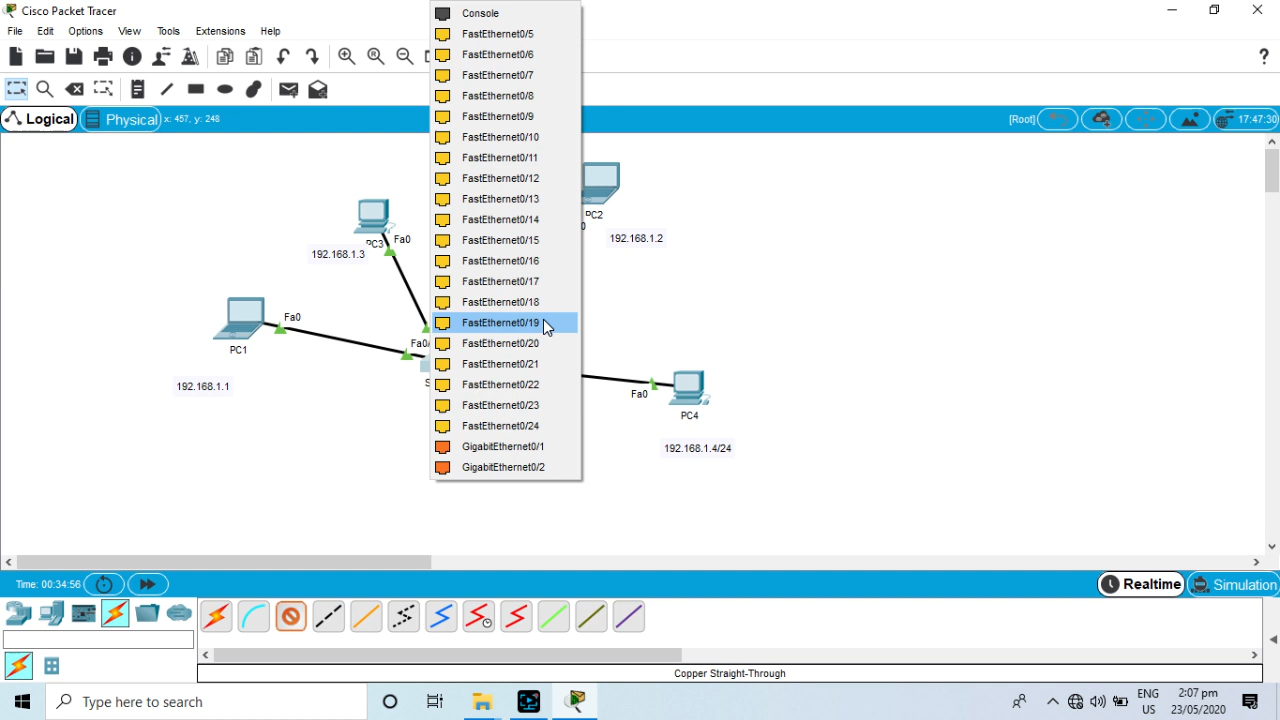 Cisco Packet Tracer
File Edit Options View Tools Extensions Help
?
Logical Physical x: 457, y: 248
[Root] 17:47:30
Console
FastEthernet0/5
FastEthernet0/6
FastEthernet0/7
FastEthernet0/8
FastEthernet0/9
FastEthernet0/10
FastEthernet0/11
FastEthernet0/12
FastEthernet0/13
FastEthernet0/14
FastEthernet0/15
FastEthernet0/16
FastEthernet0/17
FastEthernet0/18
FastEthernet0/19
FastEthernet0/20
FastEthernet0/21
FastEthernet0/22
FastEthernet0/23
FastEthernet0/24
GigabitEthernet0/1
GigabitEthernet0/2
PC2
192.168.1.2
PC3 Fa0
192.168.1.3
Fa0
PC1
192.168.1.1
Fa0
PC4
192.168.1.4/24
Time: 00:34:56
Realtime Simulation
Copper Straight-Through
Type here to search
ENG
US
2:07 pm
23/05/2020